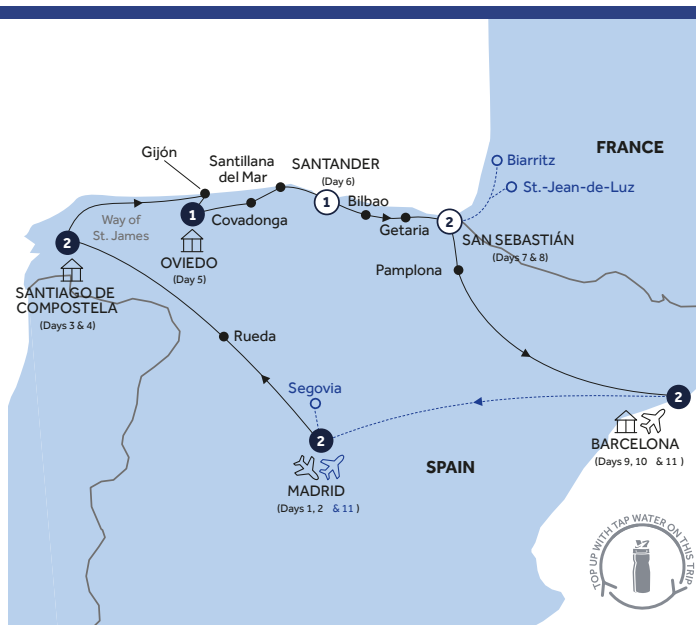 FRANCE
Biarritz
St.-Jean-de-Luz
Gijón
Santillana
del Mar
SANTANDER
(Day 6)
1
Bilbao
Getaria
2
SAN SEBASTIÁN
(Days 7 & 8)
Pamplona
Way of
St. James
1
Covadonga
OVIEDO
(Day 5)
2
SANTIAGO DE
COMPOSTELA
(Days 3 & 4)
Rueda
Segovia
2
MADRID
(Days 1, 2 & 11 )
SPAIN
2
BARCELONA
(Days 9, 10 & 11 )
TOP UP WITH TAP WATER ON THIS TRIP